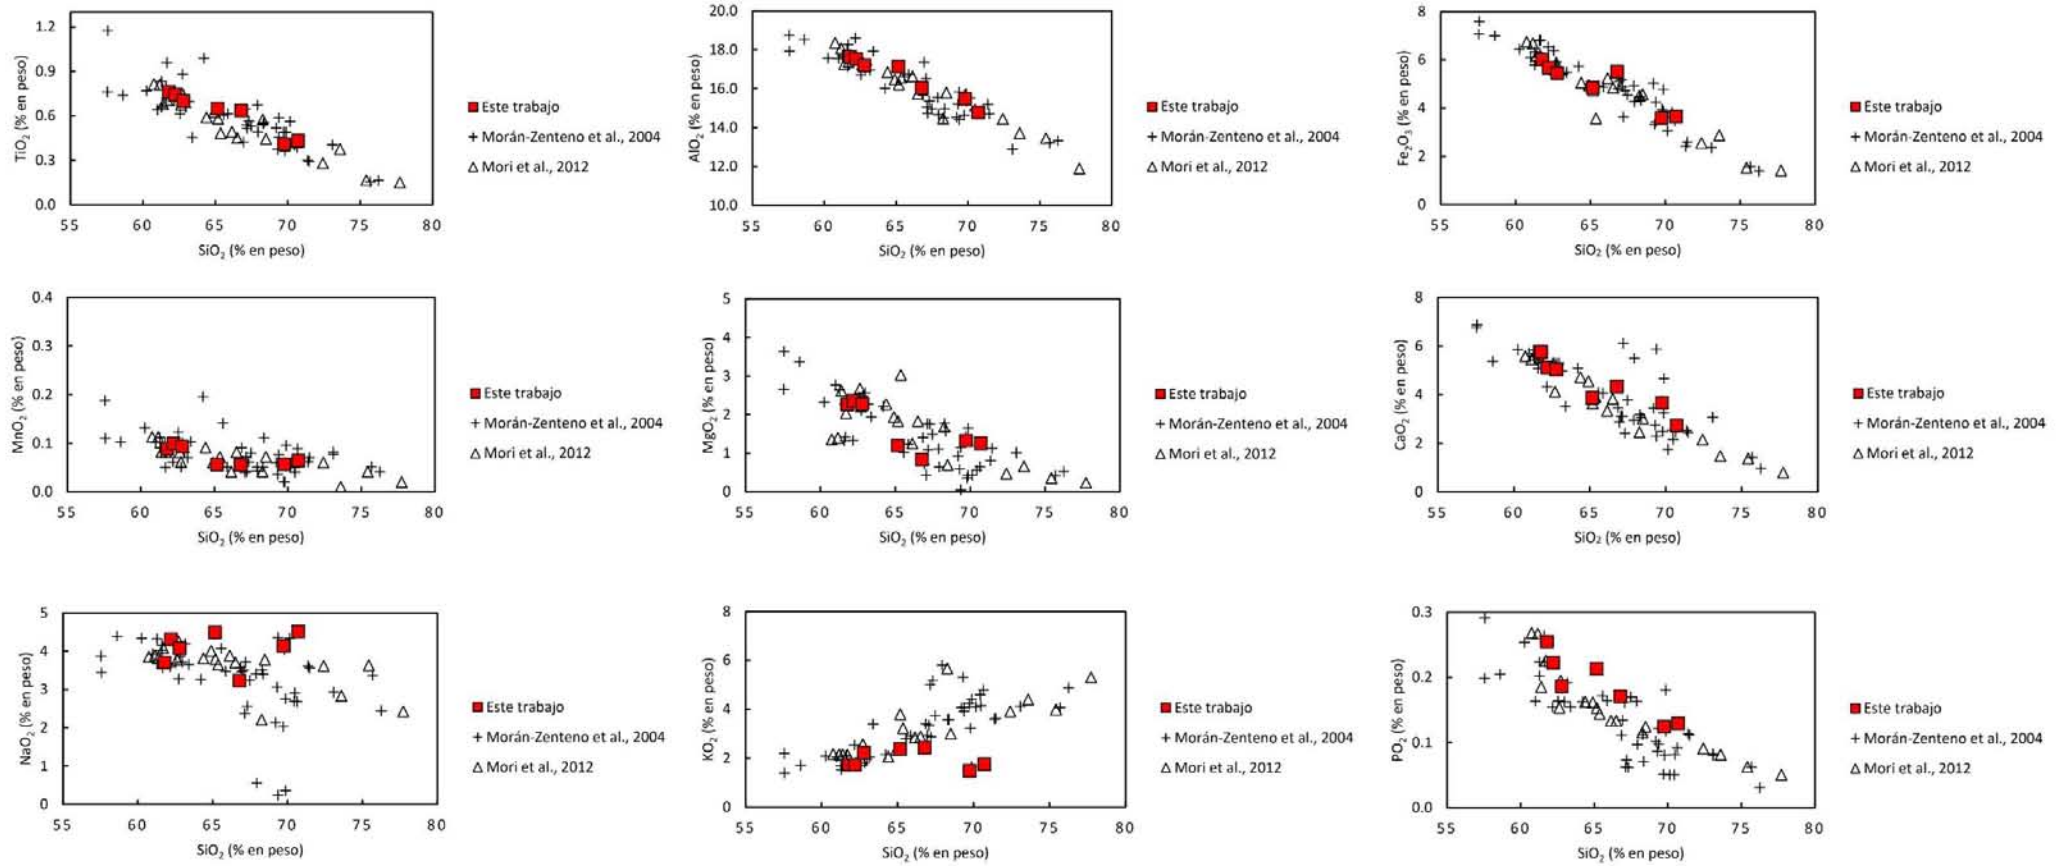 TiO2 (% en peso)
1.2
0.9
0.6
0.3
0.0
55 60 65 70 75 80
SiO2 (% en peso)
Este trabajo
Morán-Zenteno et al., 2004
Mori et al., 2012
AlO2 (% en peso)
20.0
18.0
16.0
14.0
12.0
10.0
55 60 65 70 75 80
SiO2 (% en peso)
Este trabajo
Morán-Zenteno et al., 2004
Mori et al., 2012
Fe2O3 (% en peso)
8
6
4
2
0
55 60 65 70 75 80
SiO2 (% en peso)
Este trabajo
Morán-Zenteno et al., 2004
Mori et al., 2012
MnO2 (% en peso)
0.4
0.3
0.2
0.1
0.0
55 60 65 70 75 80
SiO2 (% en peso)
Este trabajo
Morán-Zenteno et al., 2004
Mori et al., 2012
MgO2 (% en peso)
5
4
3
2
1
0
55 60 65 70 75 80
SiO2 (% en peso)
Este trabajo
Morán-Zenteno et al., 2004
Mori et al., 2012
CaO2 (% en peso]
8
6
4
2
0
55 60 65 70 75 80
SiO2 (% en peso)
Este trabajo
Morán-Zenteno et al., 2004
Mori et al., 2012
NaO2 (% en peso)
5
4
3
2
1
0
55 60 65 70 75 80
SiO2 (% en peso)
Este trabajo
Morán-Zenteno et al., 2004
Mori et al., 2012
KO2 (% en peso)
8
6
4
2
0
55 60 65 70 75 80
SiO2 (% en peso)
Este trabajo
Morán-Zenteno et al., 2004
Mori et al., 2012
PO2 (% en peso)
0.3
0.2
0.1
0.0
55 60 65 70 75 80
SiO2 (% en peso)
Este trabajo
Morán-Zenteno et al., 2004
Mori et al., 2012